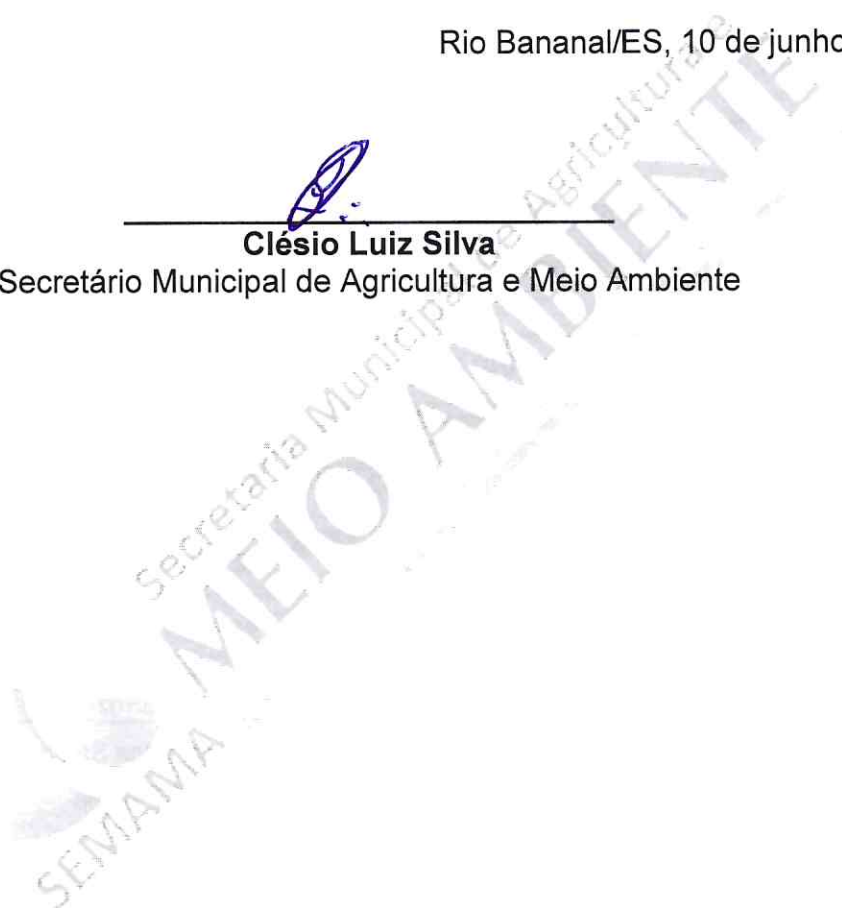 Rio Bananal/ES, 10 de junho
Clésio Luiz Silva
Secretário Municipal de Agricultura e Meio Ambiente
Secretaria Municipal de Agricultura e
MEIO AMBIENTE
SEMAMA